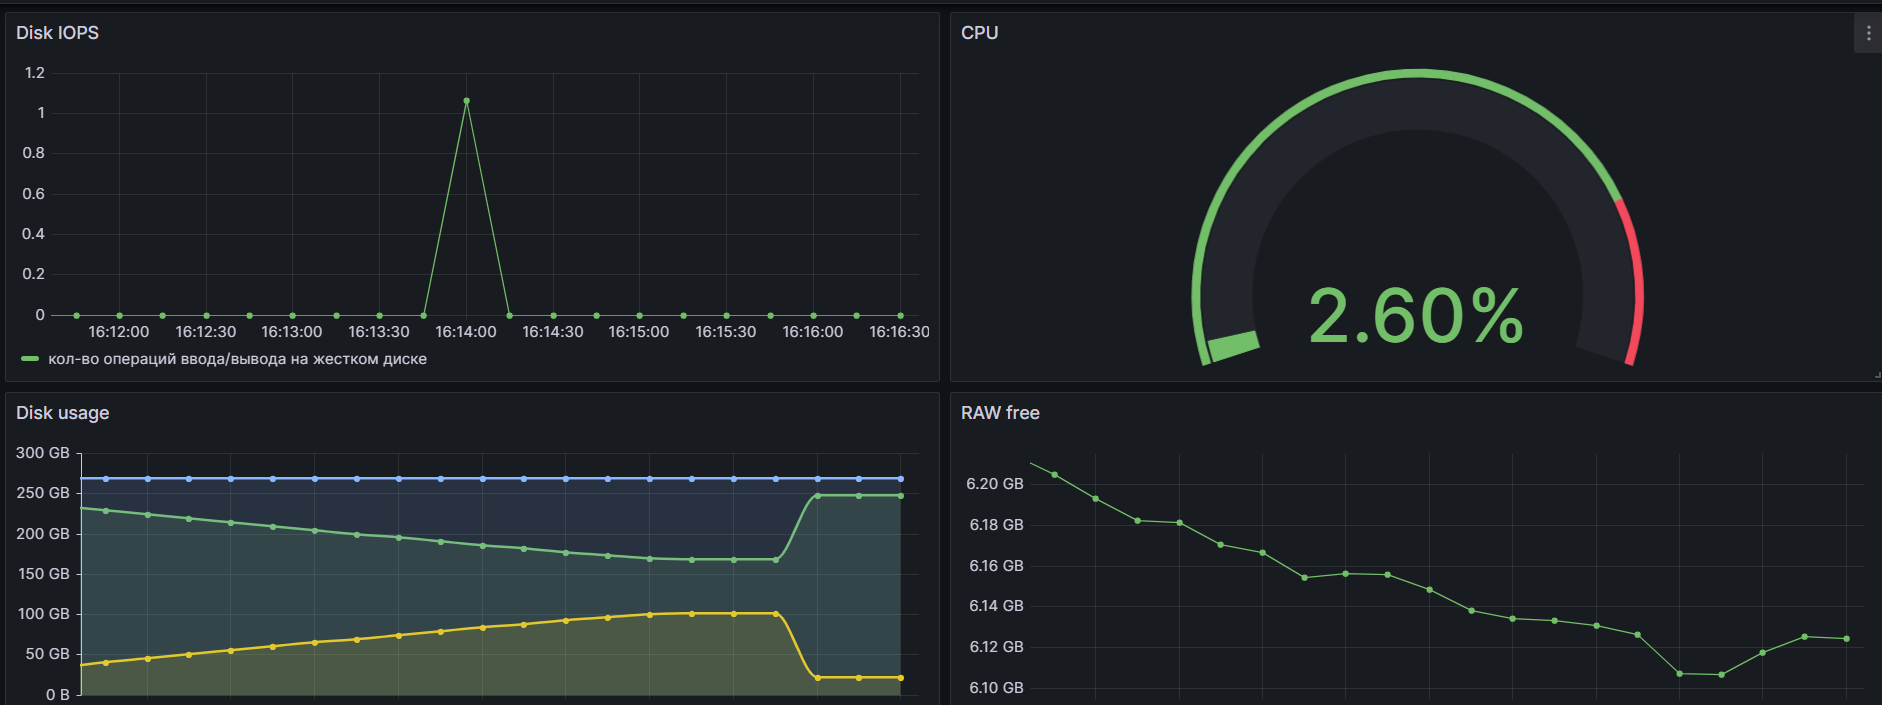 Disk IOPS
1.2
1
0.8
0.6
0.4
0.2
0
16:12:00 16:12:30 16:13:00 16:13:30 16:14:00 16:14:30 16:15:00 16:15:30 16:16:00 16:16:30
кол-во операций ввода/вывода на жестком диске
CPU
2.60%
Disk usage
300 GB
250 GB
200 GB
150 GB
100 GB
50 GB
0 B
RAW free
6.20 GB
6.18 GB
6.16 GB
6.14 GB
6.12 GB
6.10 GB